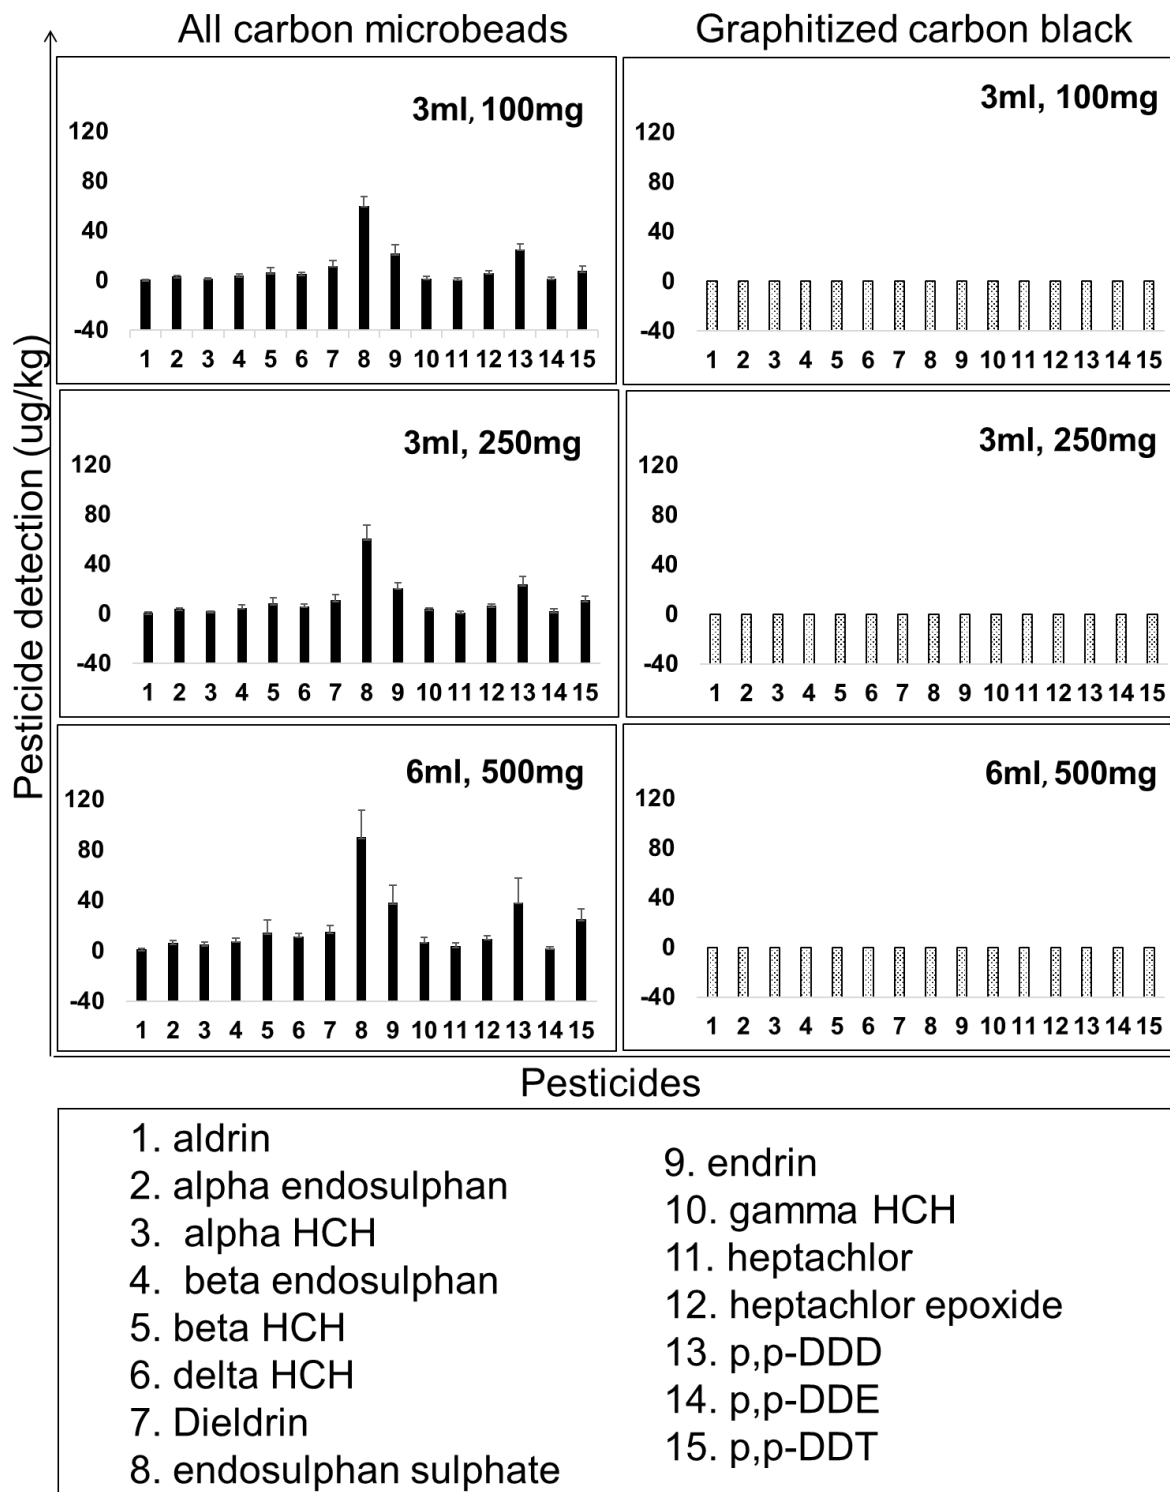 All carbon microbeads
Graphitized carbon black
Pesticide detection (ug/kg)
3ml, 100mg
120
80
40
0
-40
1 2 3 4 5 6 7 8 9 10 11 12 13 14 15
3ml, 100mg
120
80
40
0
-40
1 2 3 4 5 6 7 8 9 10 11 12 13 14 15
3ml, 250mg
120
80
40
0
-40
1 2 3 4 5 6 7 8 9 10 11 12 13 14 15
3ml, 250mg
120
80
40
0
-40
1 2 3 4 5 6 7 8 9 10 11 12 13 14 15
6ml, 500mg
120
80
40
0
-40
1 2 3 4 5 6 7 8 9 10 11 12 13 14 15
6ml, 500mg
120
80
40
0
-40
1 2 3 4 5 6 7 8 9 10 11 12 13 14 15
Pesticides
1. aldrin
2. alpha endosulphan
3. alpha HCH
4. beta endosulphan
5. beta HCH
6. delta HCH
7. Dieldrin
8. endosulphan sulphate
9. endrin
10. gamma HCH
11. heptachlor
12. heptachlor epoxide
13. p,p-DDD
14. p,p-DDE
15. p,p-DDT